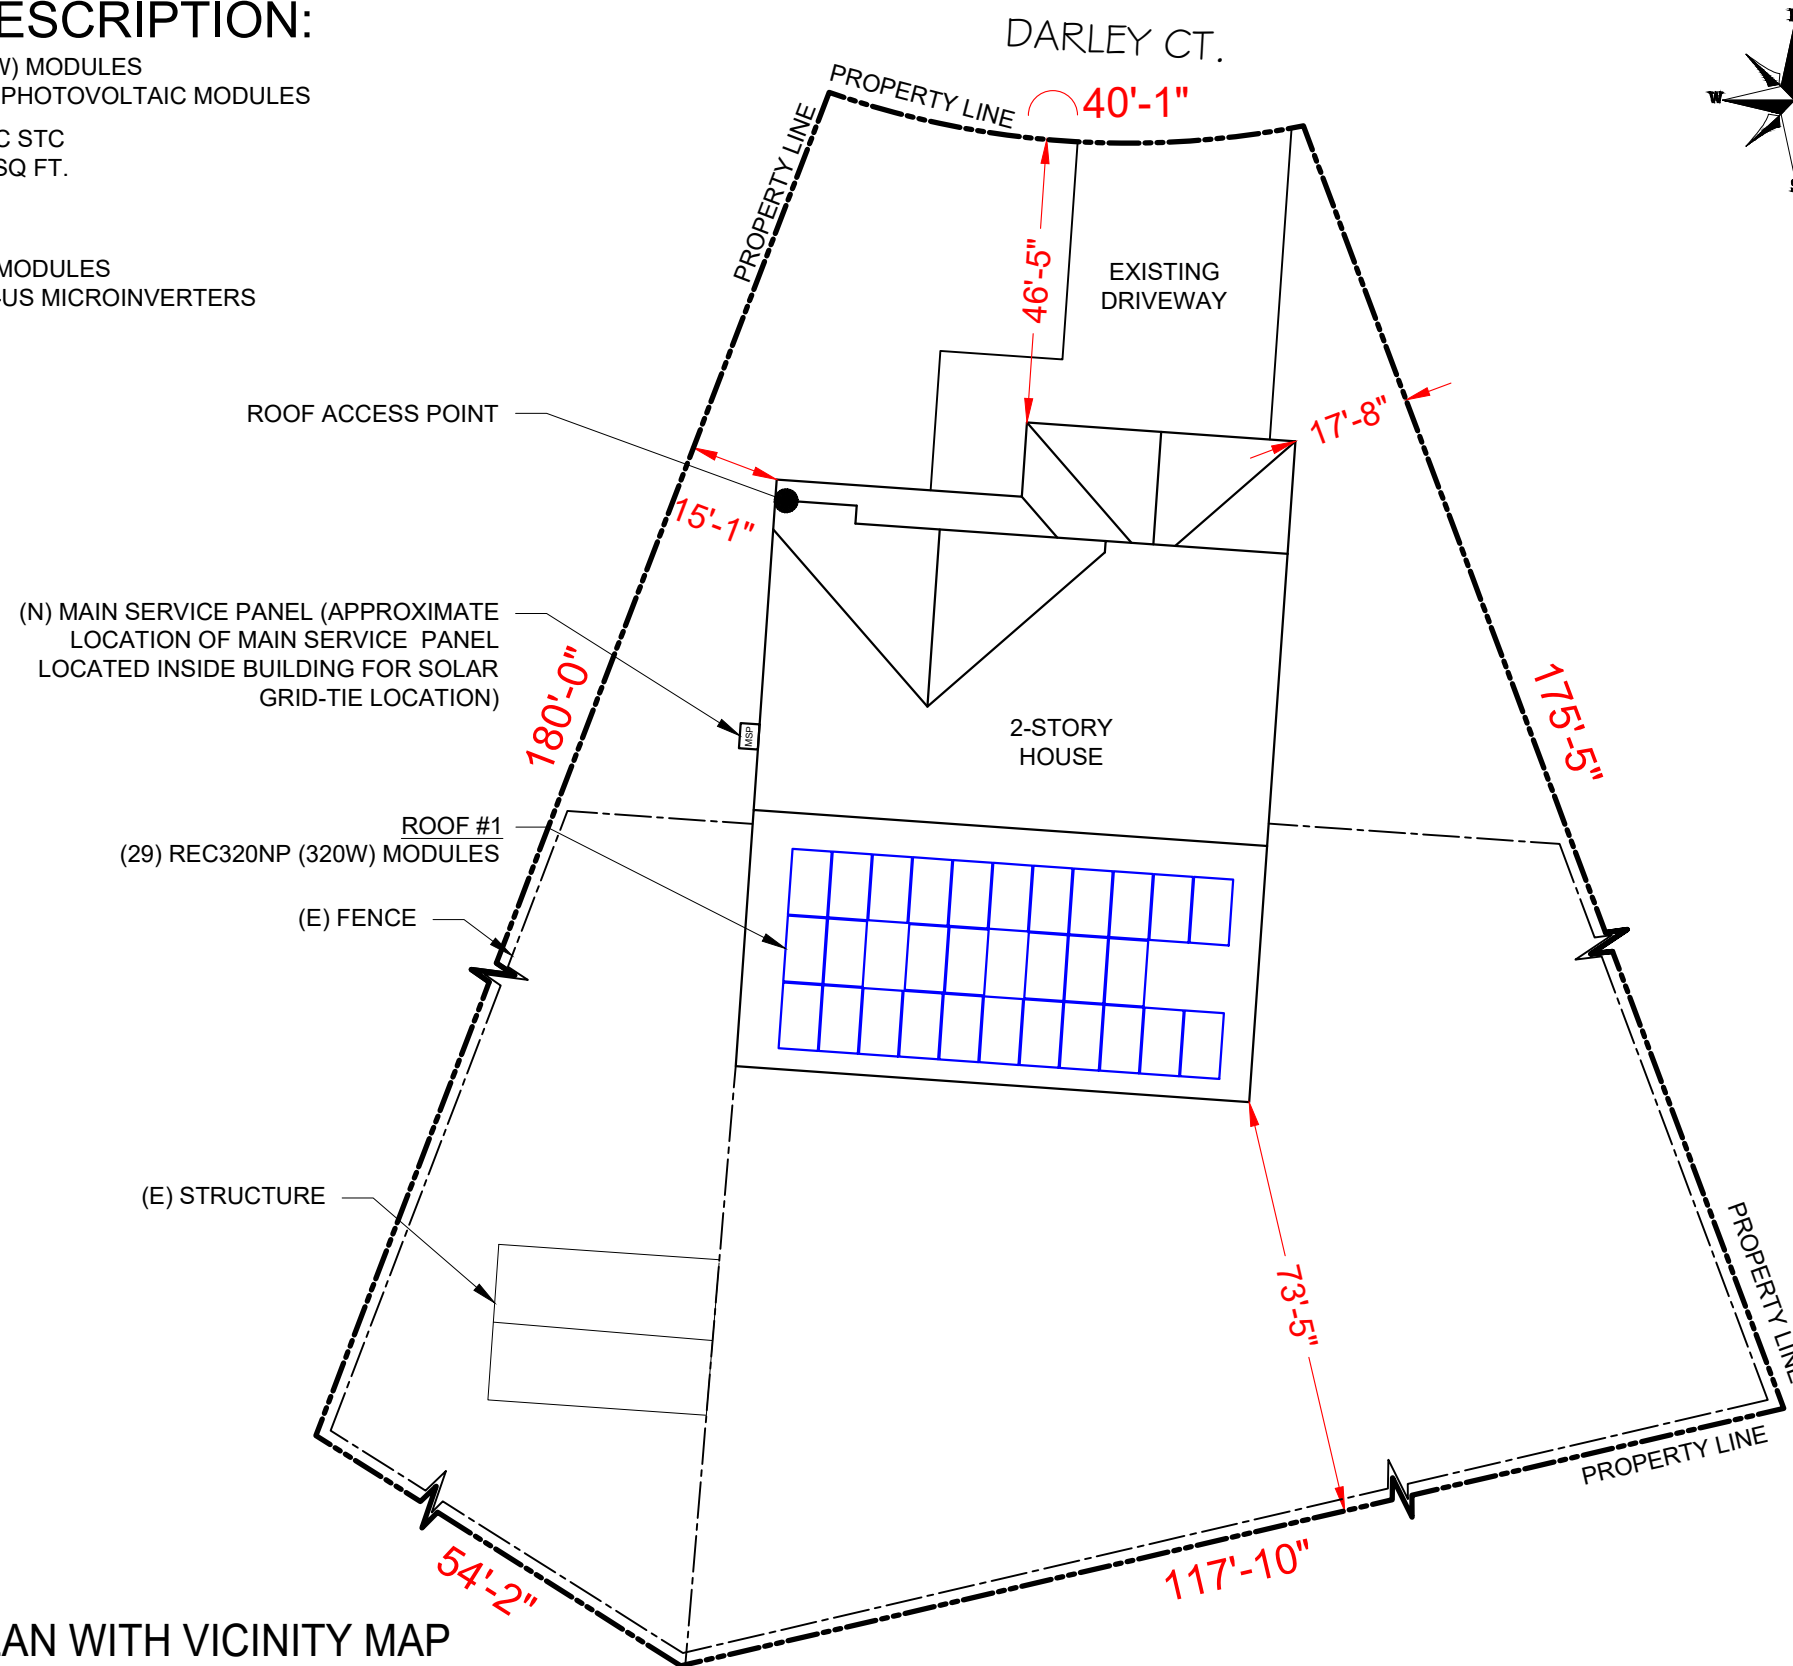 ESCRIPTION:
W) MODULES
PHOTOVOLTAIC MODULES
C STC
SQ FT.
MODULES
-US MICROINVERTERS
DARLEY CT.
PROPERTY LINE
40'-1"
PROPERTY LINE
W
46'-5"
EXISTING
DRIVEWAY
ROOF ACCESS POINT
17'-8"
15'-1"
(N) MAIN SERVICE PANEL (APPROXIMATE
LOCATION OF MAIN SERVICE PANEL
LOCATED INSIDE BUILDING FOR SOLAR
GRID-TIE LOCATION)
180'-0"
175'-5"
MSP
2-STORY
HOUSE
ROOF #1
(29) REC320NP (320W) MODULES
(E) FENCE
(E) STRUCTURE
73'-5"
PROPERTY LINE
PROPERTY LINE
54'-2"
117'-10"
LAN WITH VICINITY MAP